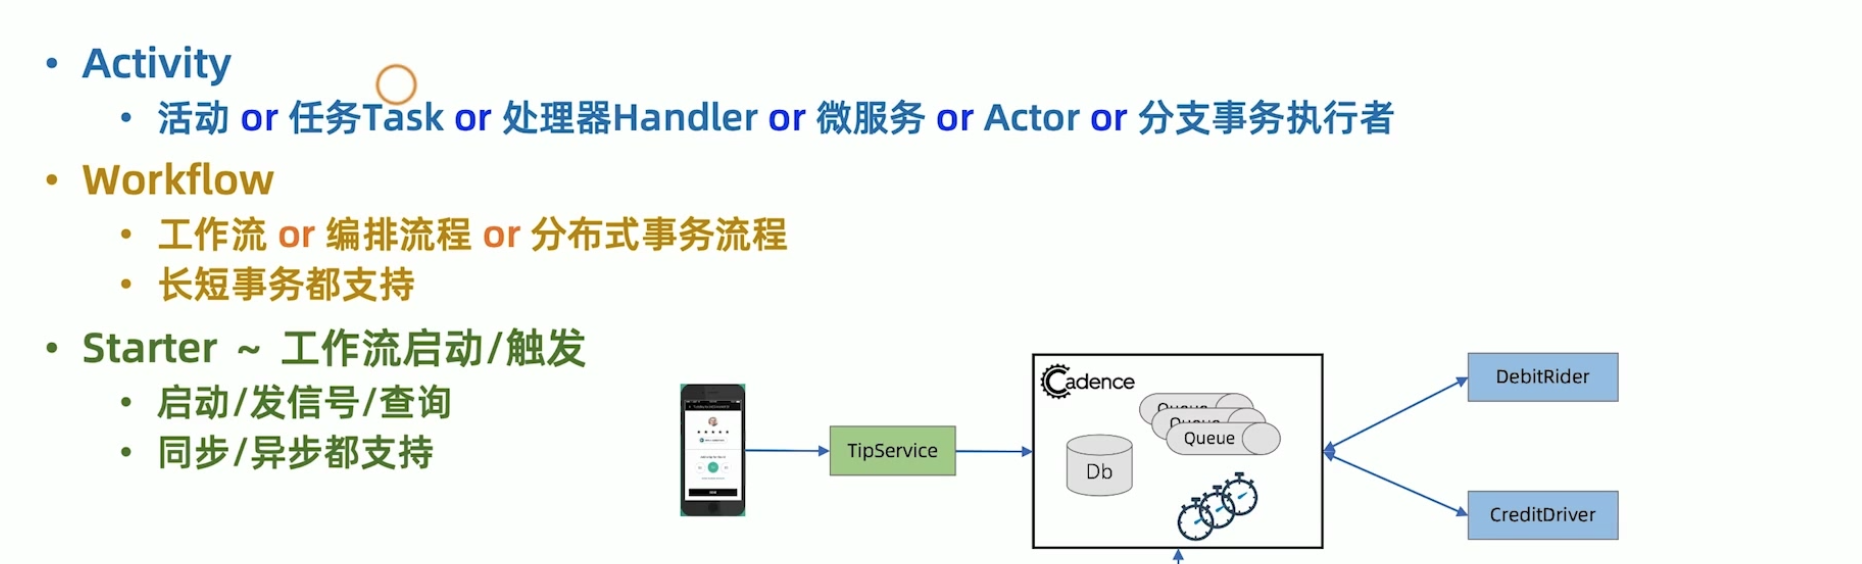 • Activity
• 活动 or 任务Task or 处理器Handler or 微服务 or Actor or 分支事务执行者
• Workflow
• 工作流 or 编排流程 or 分布式事务流程
• 长短事务都支持
• Starter ~ 工作流启动/触发
• 启动/发信号/查询
• 同步/异步都支持
TipService
Cadence
Queue
Queue
Queue
Db
DebitRider
CreditDriver